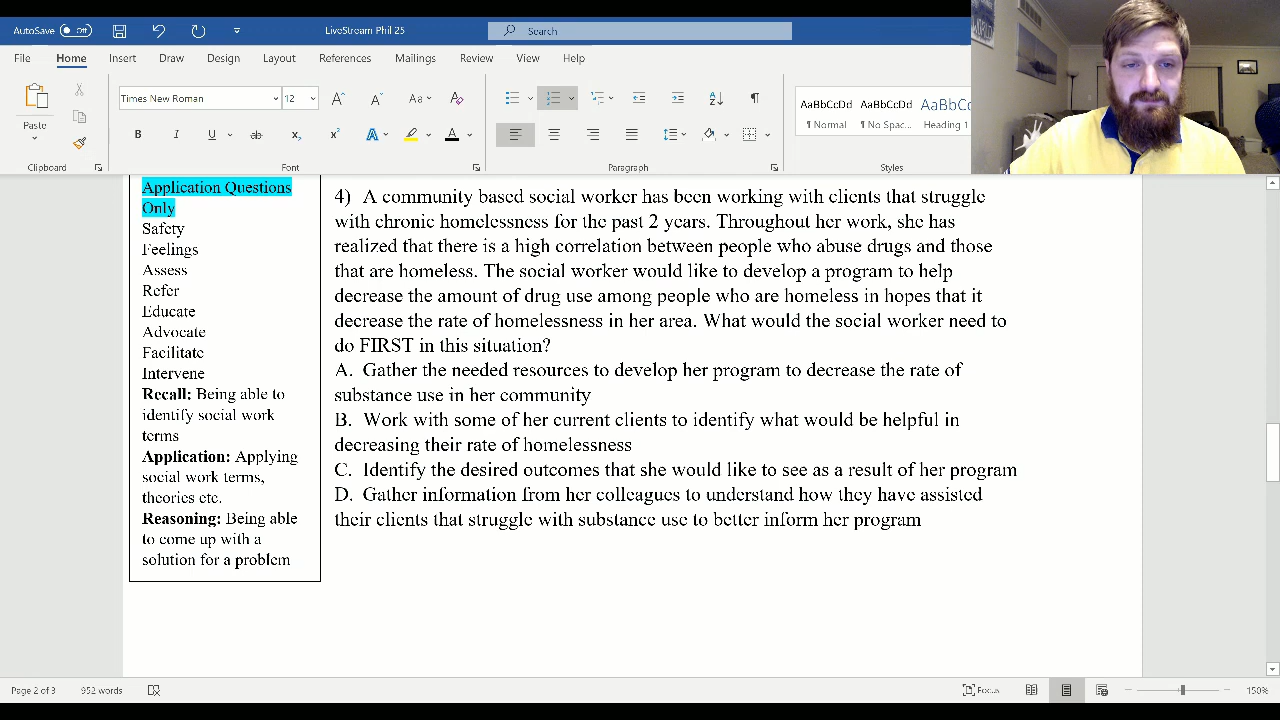 AutoSave Off LiveStream Phil 25 Search
File Home Insert Draw Design Layout References Mailings Review View Help
Times New Roman 12 Aa
AaBbCcDd AaBbCcDd AaBbCc
Paste B I U ab x₂ x² A A
¶ Normal ¶ No Spac... Heading 1
Clipboard Font Paragraph Styles
Application Questions
Only
Safety
Feelings
Assess
Refer
Educate
Advocate
Facilitate
Intervene
Recall: Being able to
identify social work
terms
Application: Applying
social work terms,
theories etc.
Reasoning: Being able
to come up with a
solution for a problem
4) A community based social worker has been working with clients that struggle
with chronic homelessness for the past 2 years. Throughout her work, she has
realized that there is a high correlation between people who abuse drugs and those
that are homeless. The social worker would like to develop a program to help
decrease the amount of drug use among people who are homeless in hopes that it
decrease the rate of homelessness in her area. What would the social worker need to
do FIRST in this situation?
A. Gather the needed resources to develop her program to decrease the rate of
substance use in her community
B. Work with some of her current clients to identify what would be helpful in
decreasing their rate of homelessness
C. Identify the desired outcomes that she would like to see as a result of her program
D. Gather information from her colleagues to understand how they have assisted
their clients that struggle with substance use to better inform her program
Page 2 of 3 952 words Focus 150%